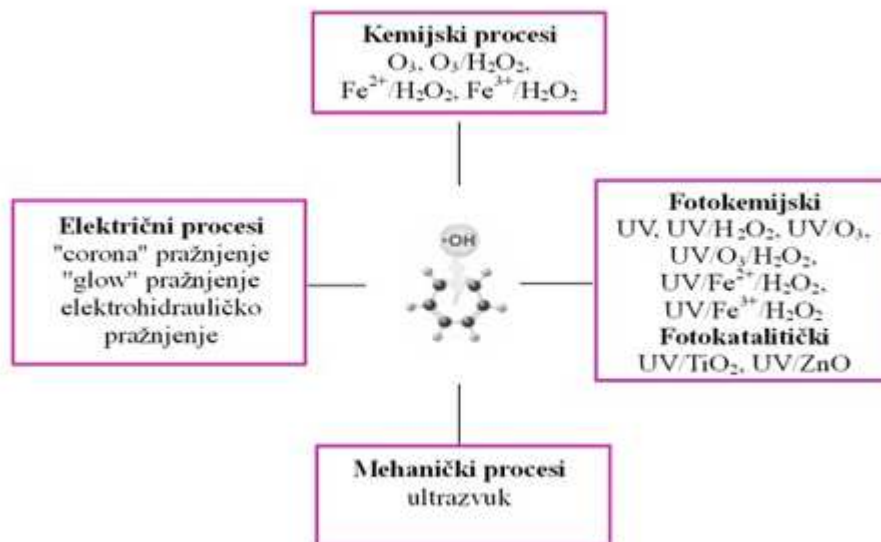 Kemijski procesi
O₃, O₃/H₂O₂,
Fe²⁺/H₂O₂, Fe³⁺/H₂O₂
Električni procesi
"corona" pražnjenje
"glow" pražnjenje
elektrohidrauličko
pražnjenje
•OH
Fotokemijski
UV, UV/H₂O₂, UV/O₃,
UV/O₃/H₂O₂,
UV/Fe²⁺/H₂O₂,
UV/Fe³⁺/H₂O₂
Fotokatalitički
UV/TiO₂, UV/ZnO
Mehanički procesi
ultrazvuk